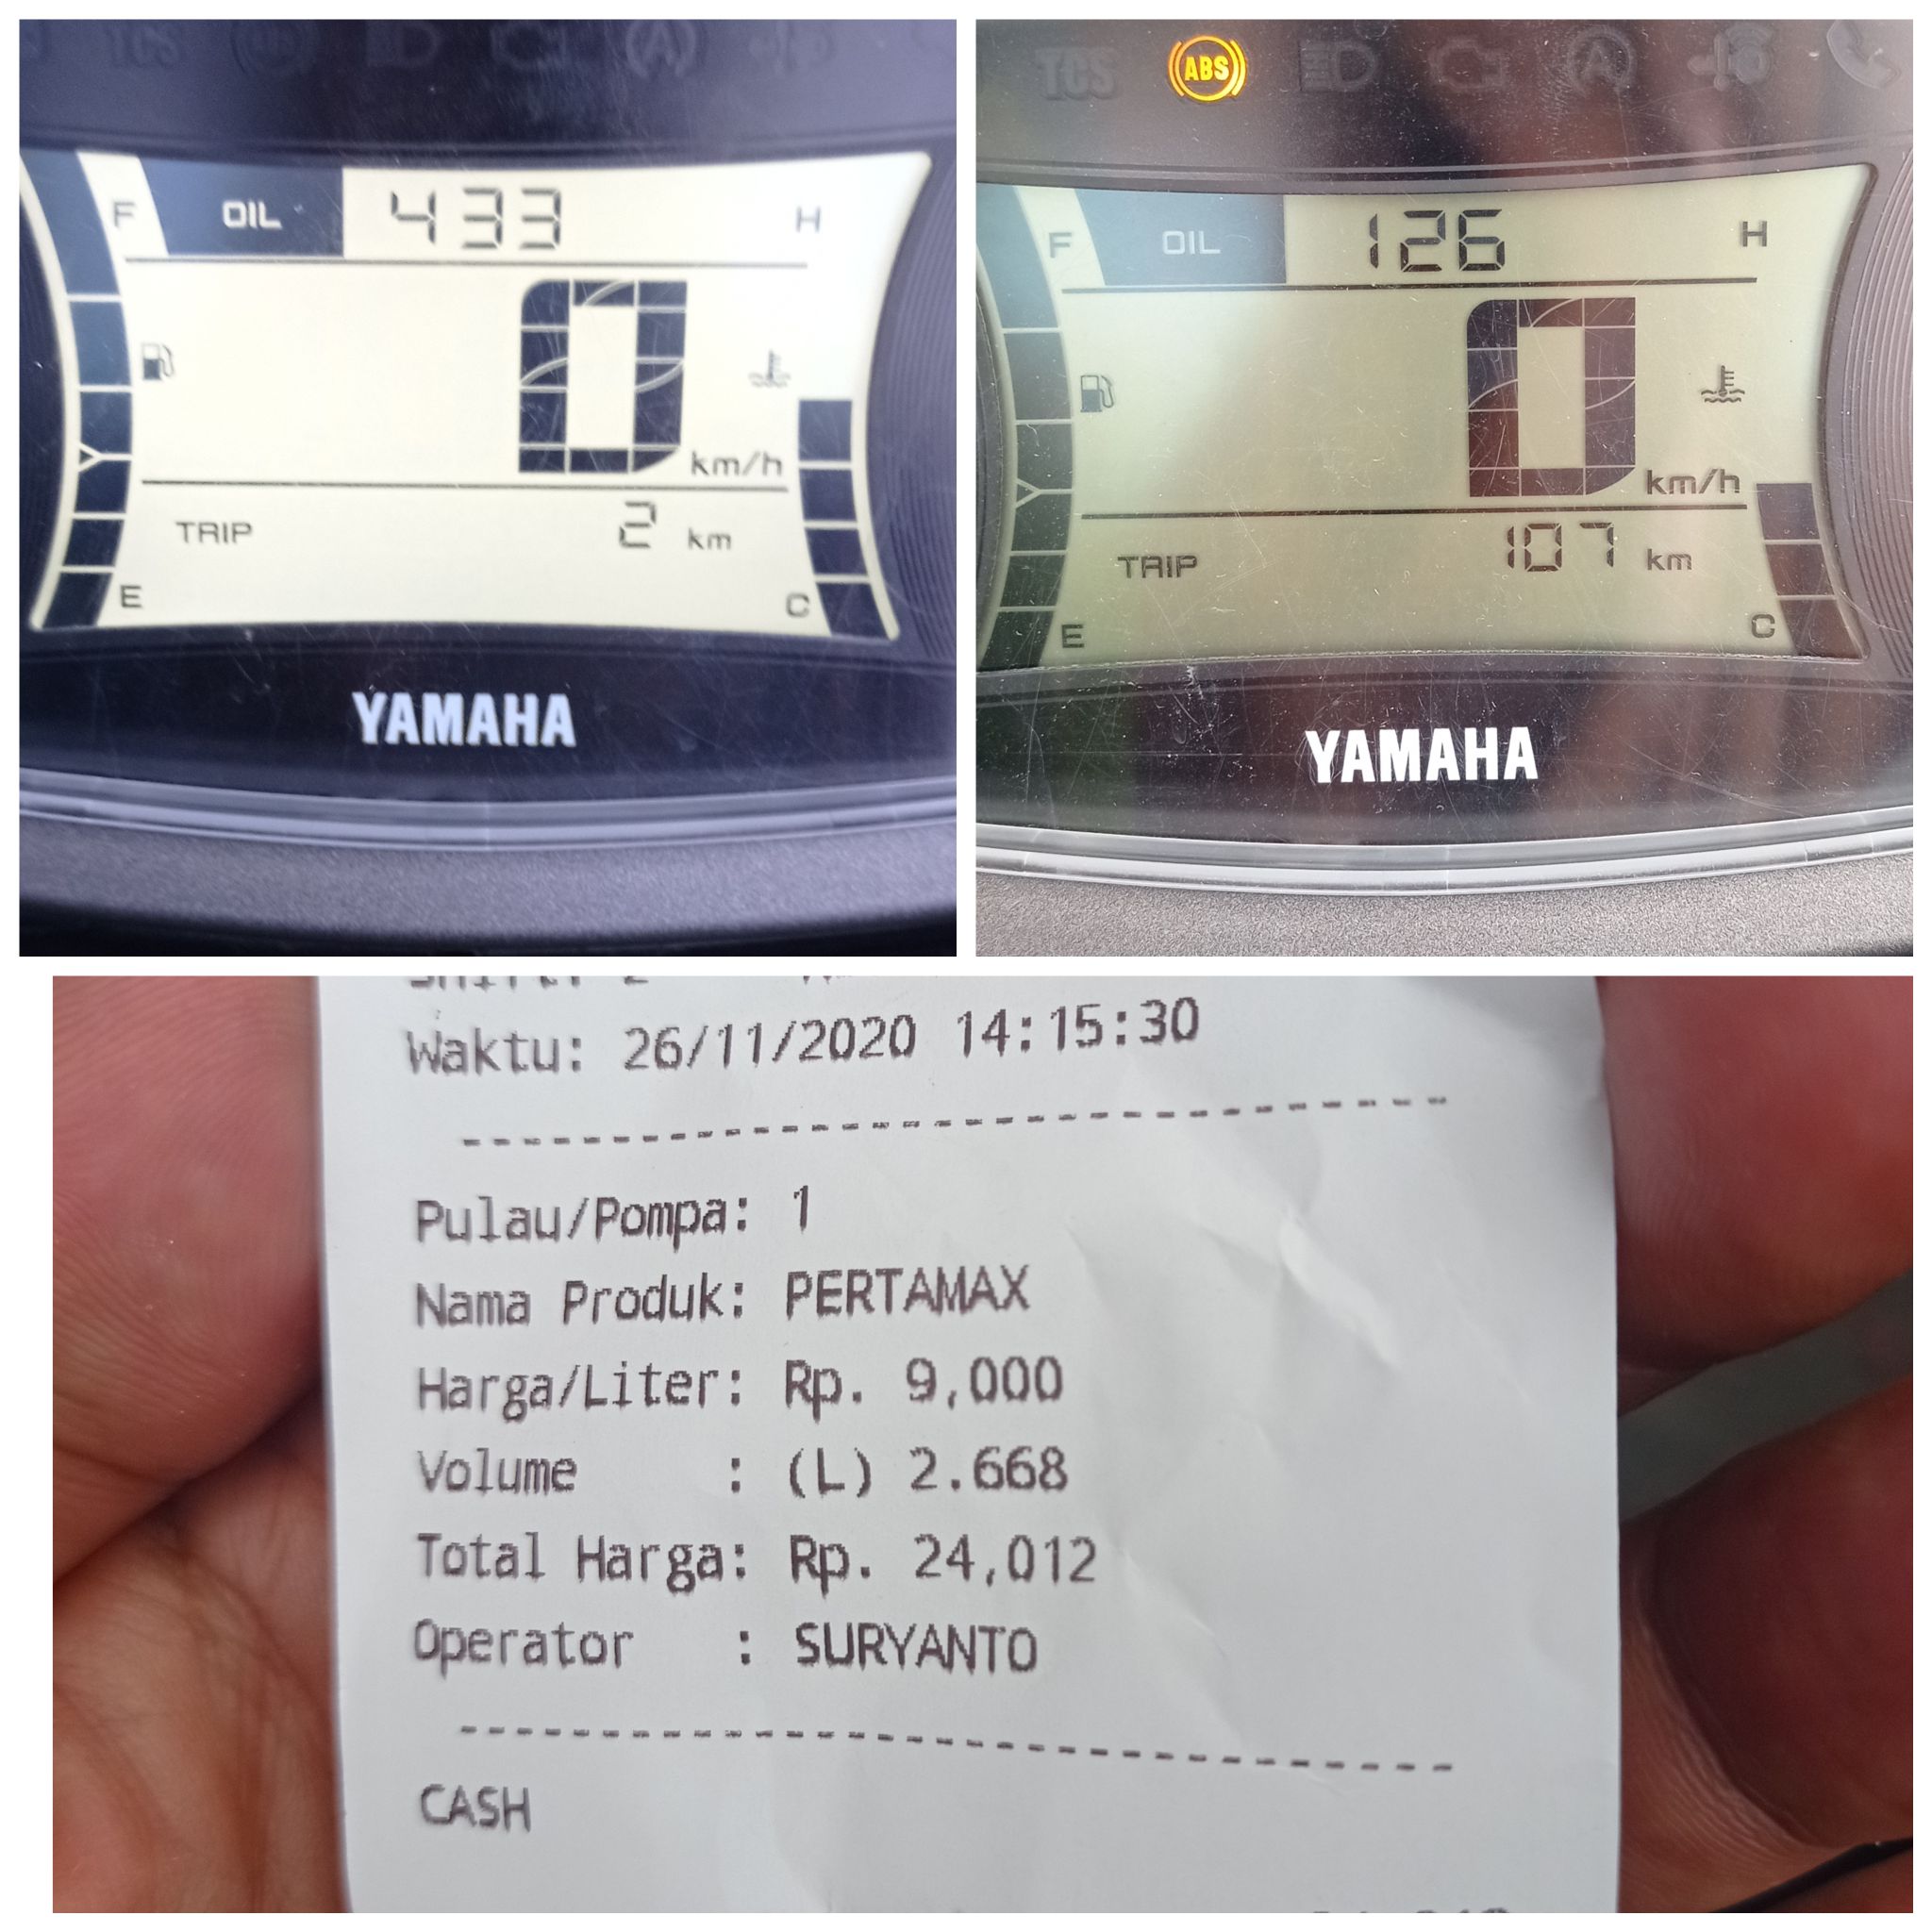 TCS
F
OIL
433
H
0
km/h
TRIP
2 km
E
C
YAMAHA
TCS
ABS
F
OIL
126
H
0
km/h
TRIP
107 km
E
C
YAMAHA
Waktu: 26/11/2020 14:15:30
Pulau/Pompa: 1
Nama Produk: PERTAMAX
Harga/Liter: Rp. 9,000
Volume : (L) 2.668
Total Harga: Rp. 24,012
Operator : SURYANTO
CASH